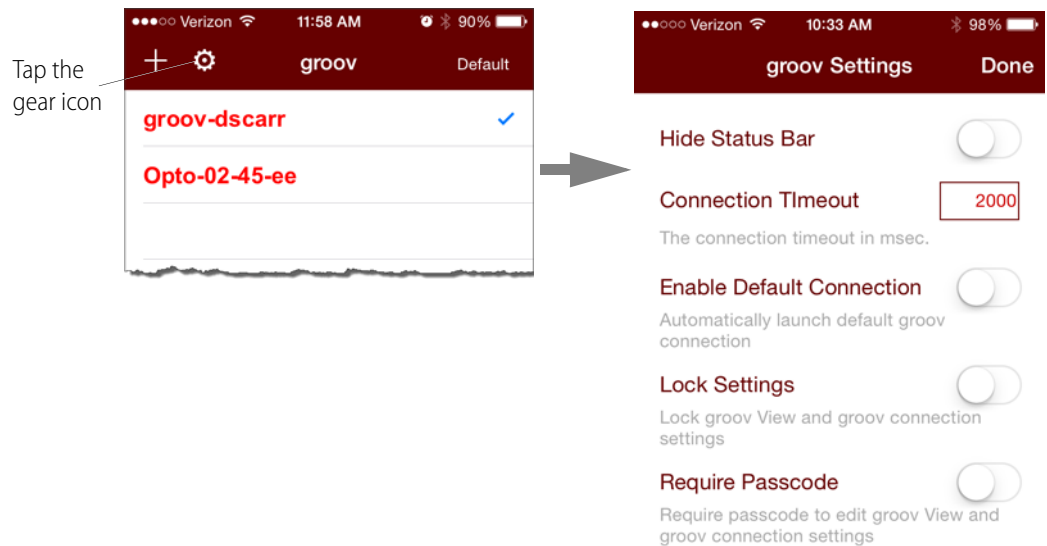 Tap the
gear icon
Verizon 11:58 AM 90%
groov Default
groov-dscarr
Opto-02-45-ee
Verizon 10:33 AM 98%
groov Settings Done
Hide Status Bar
Connection TImeout 2000
The connection timeout in msec.
Enable Default Connection
Automatically launch default groov
connection
Lock Settings
Lock groov View and groov connection
settings
Require Passcode
Require passcode to edit groov View and
groov connection settings